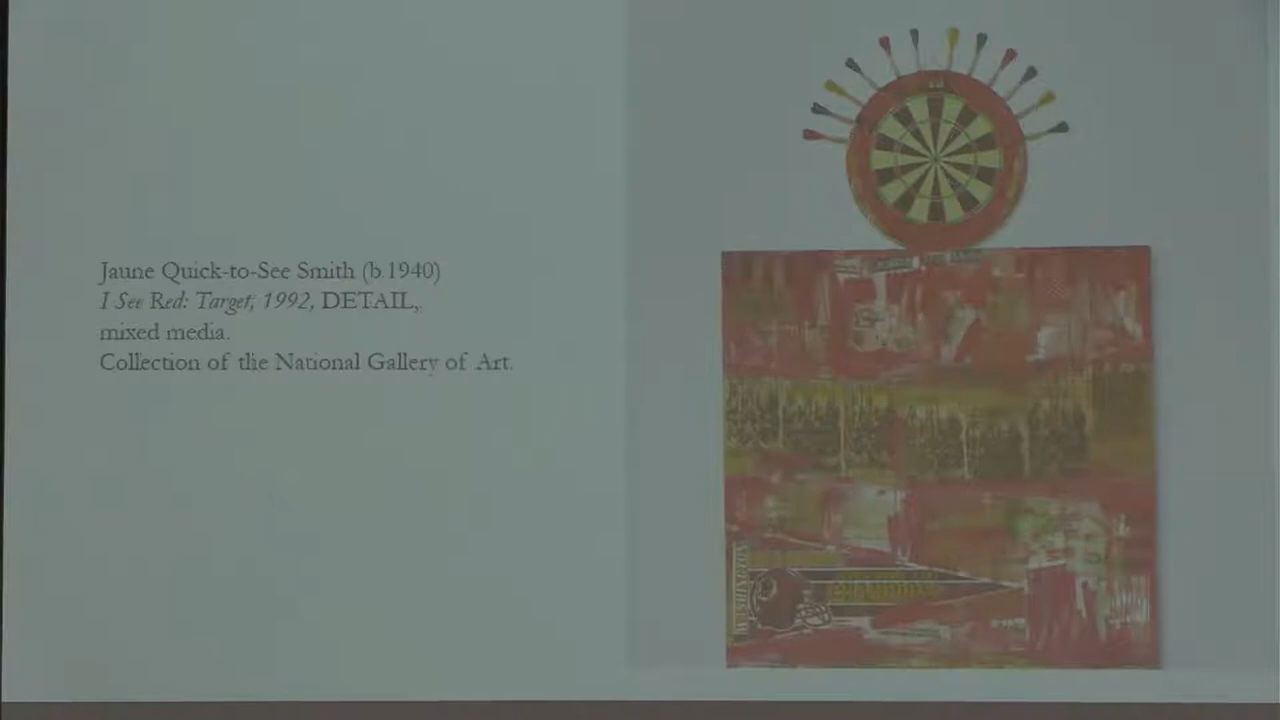 Jaune Quick-to-See Smith (b.1940)
I See Red: Target, 1992, DETAIL,
mixed media.
Collection of the National Gallery of Art.
WASHINGTON